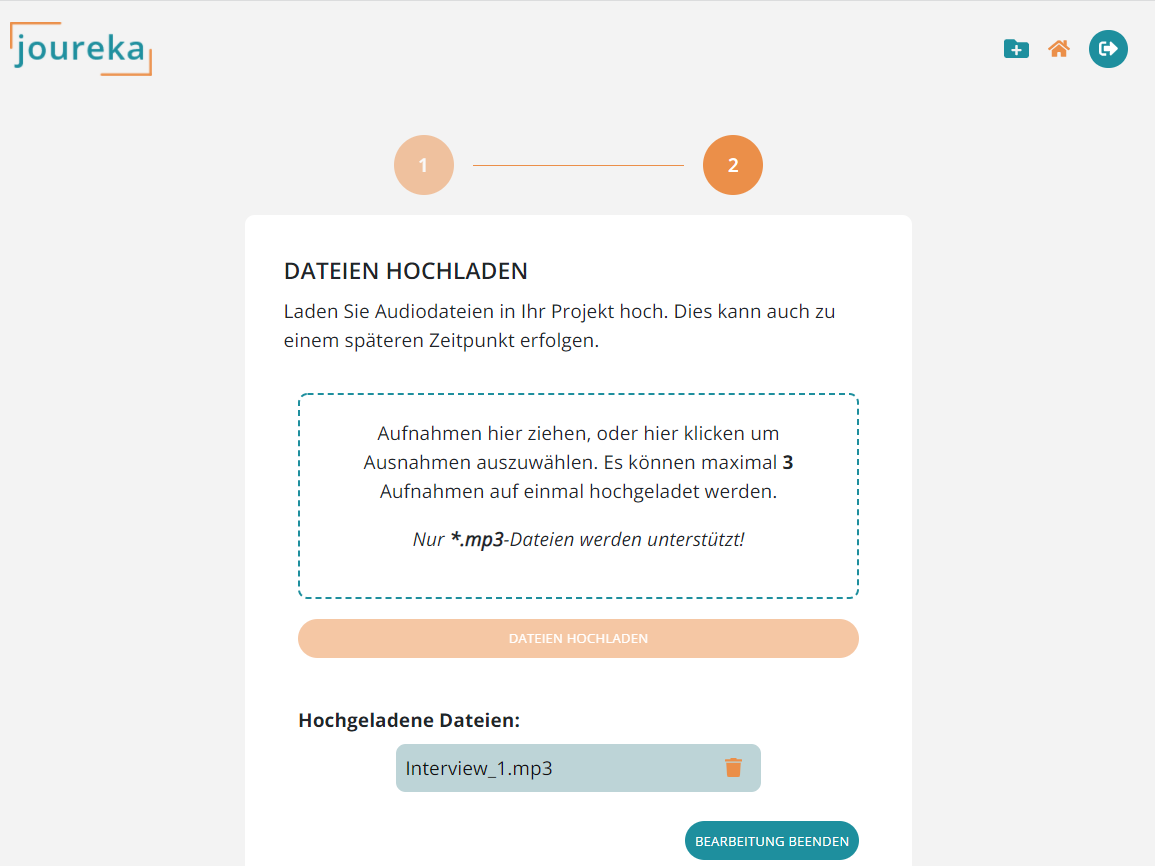 joureka
1
2
DATEIEN HOCHLADEN
Laden Sie Audiodateien in Ihr Projekt hoch. Dies kann auch zu
einem späteren Zeitpunkt erfolgen.
Aufnahmen hier ziehen, oder hier klicken um
Ausnahmen auszuwählen. Es können maximal 3
Aufnahmen auf einmal hochgeladet werden.
Nur *.mp3-Dateien werden unterstützt!
DATEIEN HOCHLADEN
Hochgeladene Dateien:
Interview_1.mp3
BEARBEITUNG BEENDEN